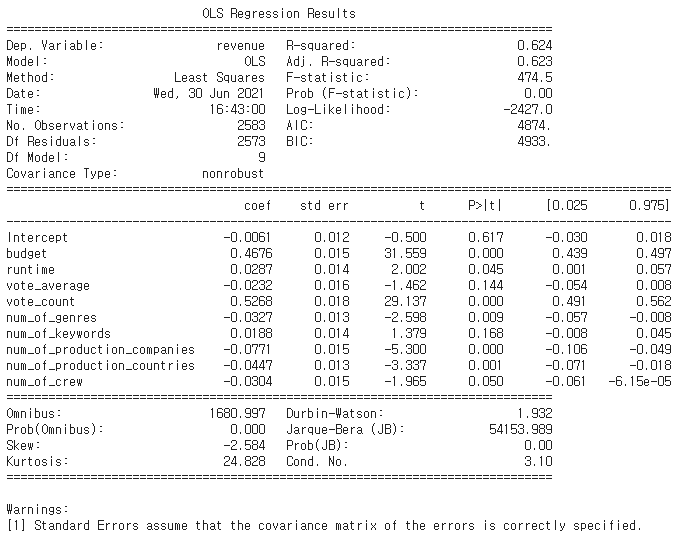 OLS Regression Results
==============================================================================
Dep. Variable:                revenue   R-squared:                       0.624
Model:                            OLS   Adj. R-squared:                  0.623
Method:                 Least Squares   F-statistic:                     474.5
Date:                Wed, 30 Jun 2021   Prob (F-statistic):               0.00
Time:                        16:43:00   Log-Likelihood:                -2427.0
No. Observations:                2583   AIC:                             4874.
Df Residuals:                    2573   BIC:                             4933.
Df Model:                           9
Covariance Type:            nonrobust
================================================================================================
coef    std err          t      P>|t|      [0.025      0.975]
------------------------------------------------------------------------------------------------
Intercept                      -0.0061      0.012     -0.500      0.617      -0.030       0.018
budget                          0.4676      0.015     31.559      0.000       0.439       0.497
runtime                         0.0287      0.014      2.002      0.045       0.001       0.057
vote_average                   -0.0232      0.016     -1.462      0.144      -0.054       0.008
vote_count                      0.5268      0.018     29.137      0.000       0.491       0.562
num_of_genres                  -0.0327      0.013     -2.598      0.009      -0.057      -0.008
num_of_keywords                 0.0188      0.014      1.379      0.168      -0.008       0.045
num_of_production_companies    -0.0771      0.015     -5.300      0.000      -0.106      -0.049
num_of_production_countries    -0.0447      0.013     -3.337      0.001      -0.071      -0.018
num_of_crew                    -0.0304      0.015     -1.965      0.050      -0.061   -6.15e-05
==============================================================================
Omnibus:                     1680.997   Durbin-Watson:                   1.932
Prob(Omnibus):                  0.000   Jarque-Bera (JB):            54153.989
Skew:                          -2.584   Prob(JB):                         0.00
Kurtosis:                      24.828   Cond. No.                         3.10
==============================================================================
Warnings:
[1] Standard Errors assume that the covariance matrix of the errors is correctly specified.